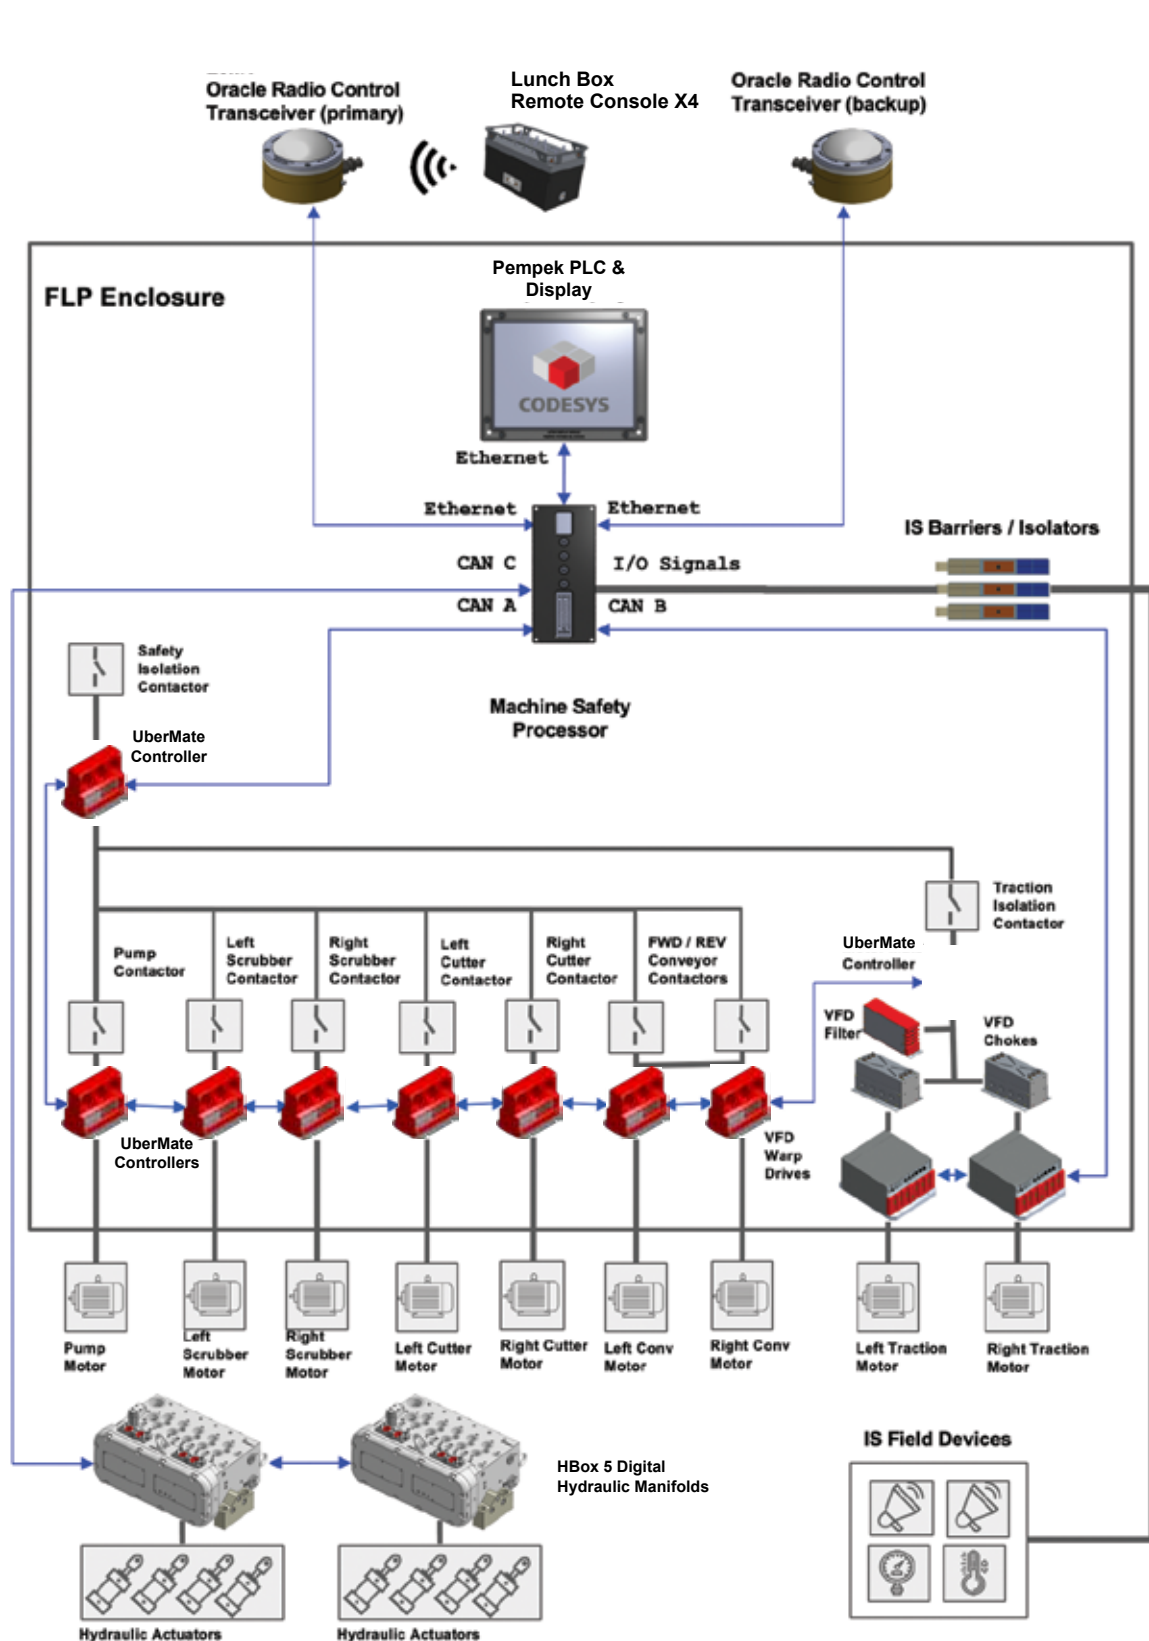 Oracle Radio Control
Transceiver (primary)
Lunch Box
Remote Console X4
Oracle Radio Control
Transceiver (backup)
FLP Enclosure
Pempek PLC &
Display
CODESYS
Ethernet
Ethernet
Ethernet
IS Barriers / Isolators
CAN C
I/O Signals
CAN A
CAN B
Safety
Isolation
Contactor
Machine Safety
Processor
UberMate
Controller
Traction
Isolation
Contactor
Pump
Contactor
Left
Scrubber
Contactor
Right
Scrubber
Contactor
Left
Cutter
Contactor
Right
Cutter
Contactor
FWD / REV
Conveyor
Contactors
UberMate
Controller
VFD
Filter
VFD
Chokes
UberMate
Controllers
VFD
Warp
Drives
Pump
Motor
Left
Scrubber
Motor
Right
Scrubber
Motor
Left Cutter
Motor
Right Cutter
Motor
Left Conv
Motor
Right Conv
Motor
Left Traction
Motor
Right Traction
Motor
HBox 5 Digital
Hydraulic Manifolds
IS Field Devices
Hydraulic Actuators
Hydraulic Actuators